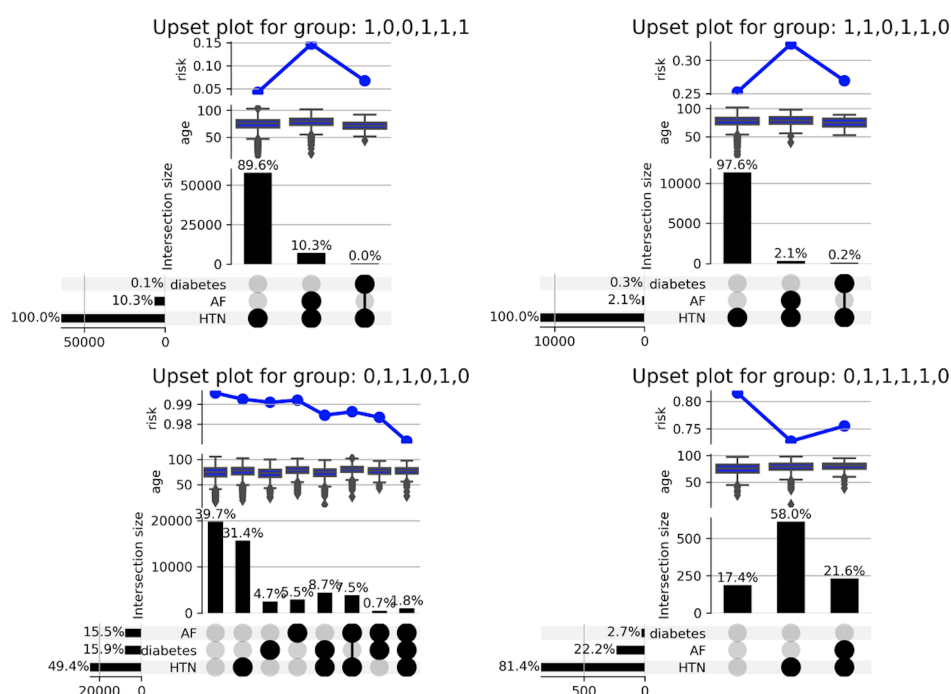 Upset plot for group: 1,0,0,1,1,1
0.15
0.05
risk
100
50
age
89.6%
10.3%
0.0%
50000
25000
0
Intersection size
0.1% diabetes
10.3% AF
100.0% HTN
50000 0
Upset plot for group: 1,1,0,1,1,0
0.30
0.25
risk
100
50
age
97.6%
2.1%
0.2%
10000
5000
0
Intersection size
0.3% diabetes
2.1% AF
100.0% HTN
10000 0
Upset plot for group: 0,1,1,0,1,0
0.99
0.98
risk
100
50
age
39.7%
31.4%
4.7%
5.5%
8.7%
7.5%
0.7%
1.8%
20000
10000
0
Intersection size
15.5% AF
15.9% diabetes
49.4% HTN
20000 0
Upset plot for group: 0,1,1,1,1,0
0.80
0.75
risk
100
50
age
17.4%
58.0%
21.6%
500
250
0
Intersection size
2.7% diabetes
22.2% AF
81.4% HTN
500 0